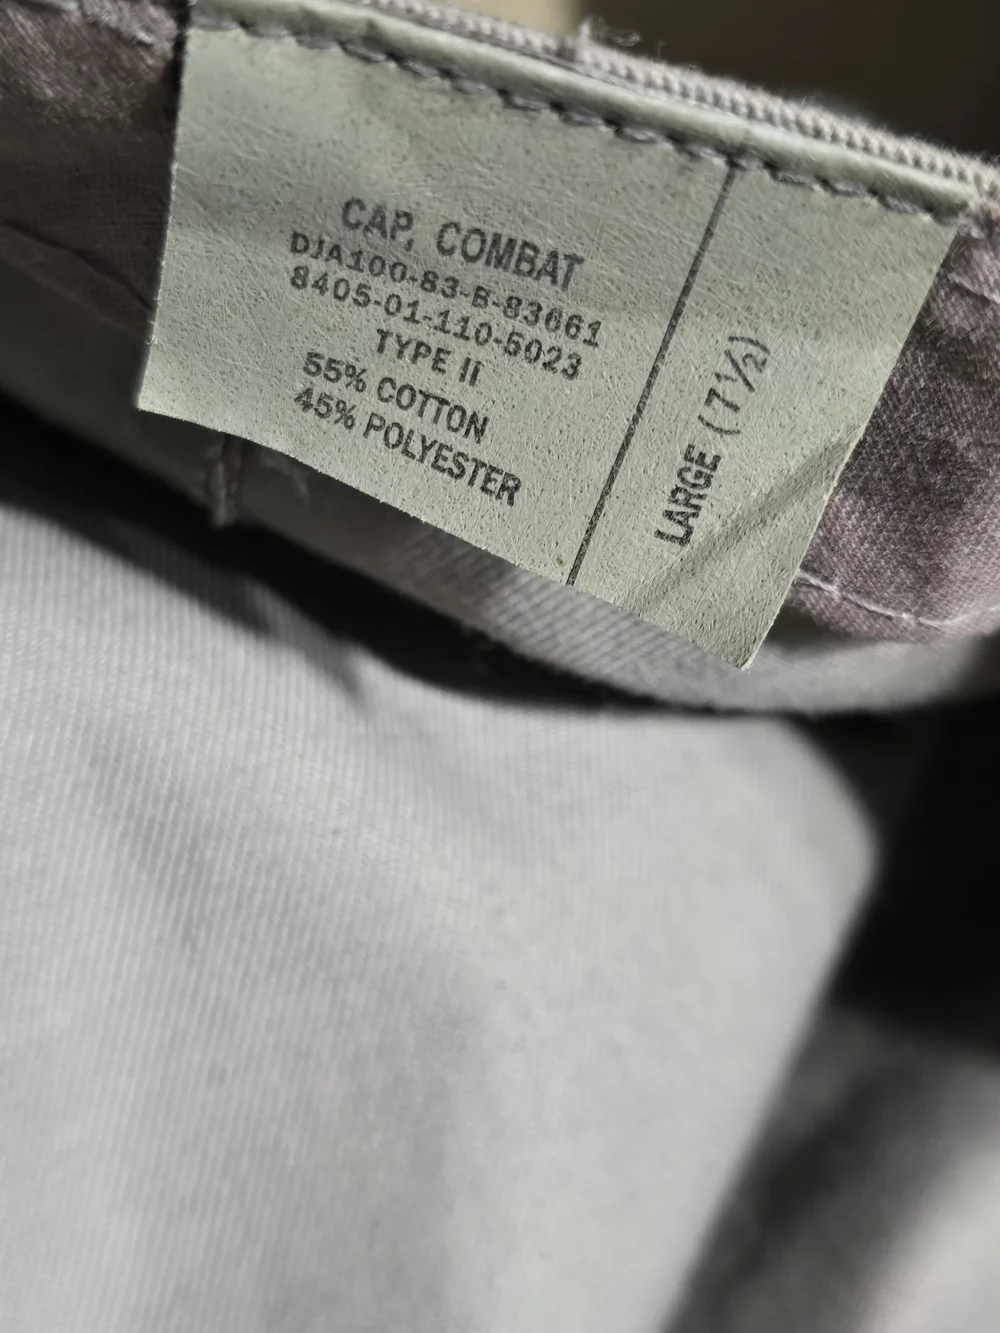 CAP, COMBAT
DJA100-83-B-83661
8405-01-110-5023
TYPE II
55% COTTON
45% POLYESTER
LARGE (7½)